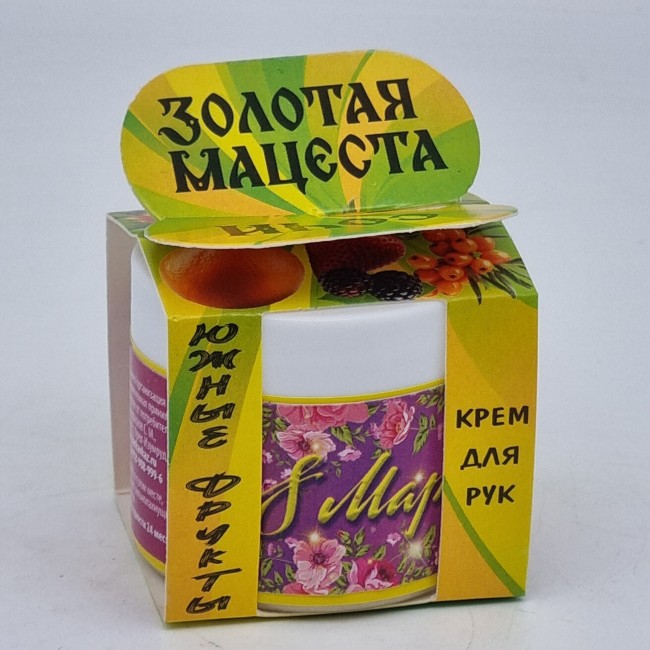 ЗОЛОТАЯ
МАЦЕСТА
ЮЖНЫЕ ФРУКТЫ
8 Мар
КРЕМ
ДЛЯ
РУК